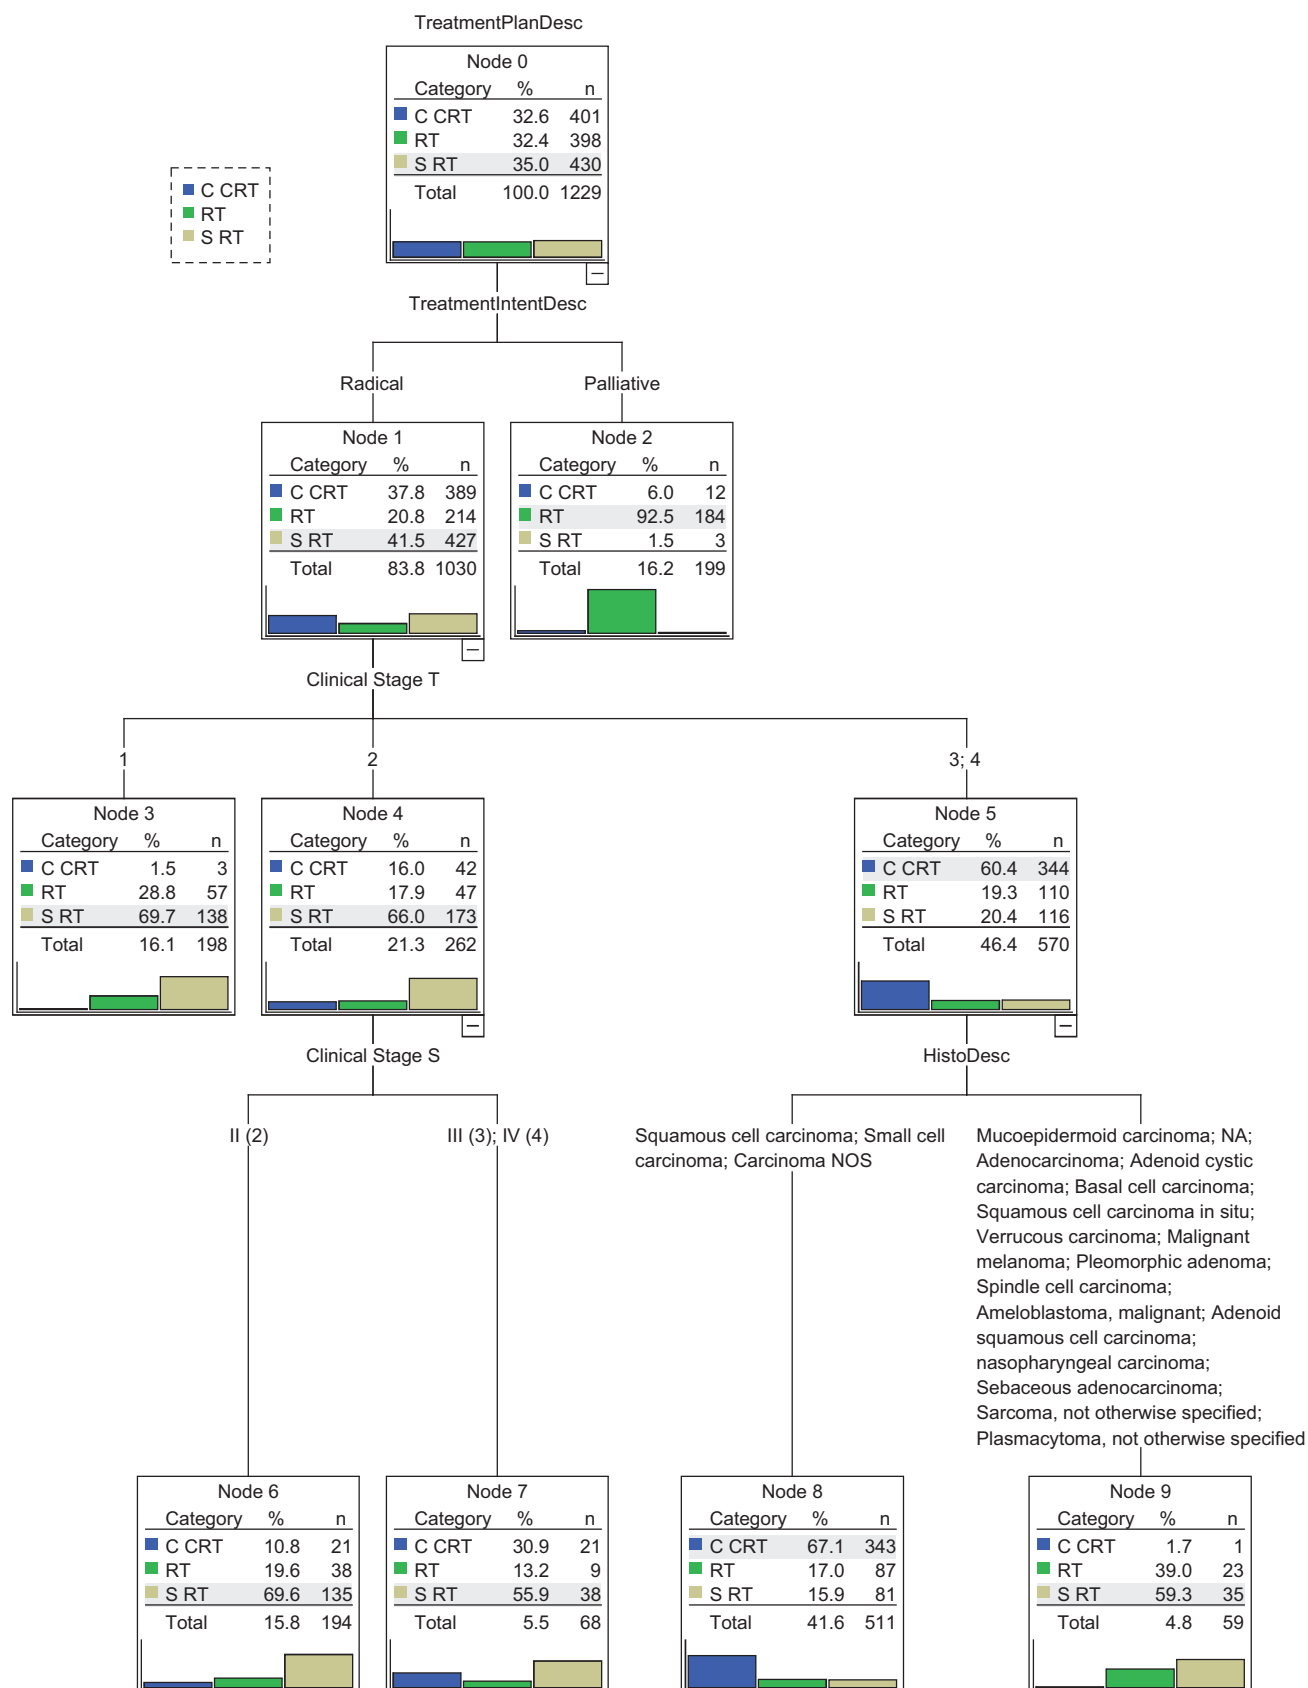 TreatmentPlanDesc
Node 0
Category % n
C CRT 32.6 401
RT 32.4 398
S RT 35.0 430
Total 100.0 1229
C CRT
RT
S RT
TreatmentIntentDesc
Radical
Palliative
Node 1
Category % n
C CRT 37.8 389
RT 20.8 214
S RT 41.5 427
Total 83.8 1030
Node 2
Category % n
C CRT 6.0 12
RT 92.5 184
S RT 1.5 3
Total 16.2 199
Clinical Stage T
1
2
3; 4
Node 3
Category % n
C CRT 1.5 3
RT 28.8 57
S RT 69.7 138
Total 16.1 198
Node 4
Category % n
C CRT 16.0 42
RT 17.9 47
S RT 66.0 173
Total 21.3 262
Node 5
Category % n
C CRT 60.4 344
RT 19.3 110
S RT 20.4 116
Total 46.4 570
Clinical Stage S
HistoDesc
II (2)
III (3); IV (4)
Squamous cell carcinoma; Small cell
carcinoma; Carcinoma NOS
Mucoepidermoid carcinoma; NA;
Adenocarcinoma; Adenoid cystic
carcinoma; Basal cell carcinoma;
Squamous cell carcinoma in situ;
Verrucous carcinoma; Malignant
melanoma; Pleomorphic adenoma;
Spindle cell carcinoma;
Ameloblastoma, malignant; Adenoid
squamous cell carcinoma;
nasopharyngeal carcinoma;
Sebaceous adenocarcinoma;
Sarcoma, not otherwise specified;
Plasmacytoma, not otherwise specified
Node 6
Category % n
C CRT 10.8 21
RT 19.6 38
S RT 69.6 135
Total 15.8 194
Node 7
Category % n
C CRT 30.9 21
RT 13.2 9
S RT 55.9 38
Total 5.5 68
Node 8
Category % n
C CRT 67.1 343
RT 17.0 87
S RT 15.9 81
Total 41.6 511
Node 9
Category % n
C CRT 1.7 1
RT 39.0 23
S RT 59.3 35
Total 4.8 59